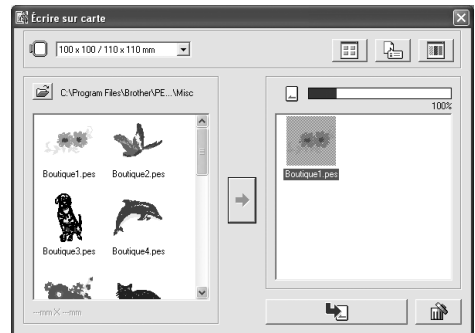 Écrire sur carte
100 x 100 / 110 x 110 mm
C:\Program Files\Brother\PE...\Misc
100%
Boutique1.pes Boutique2.pes
Boutique1.pes
Boutique3.pes Boutique4.pes
---mm X ---mm